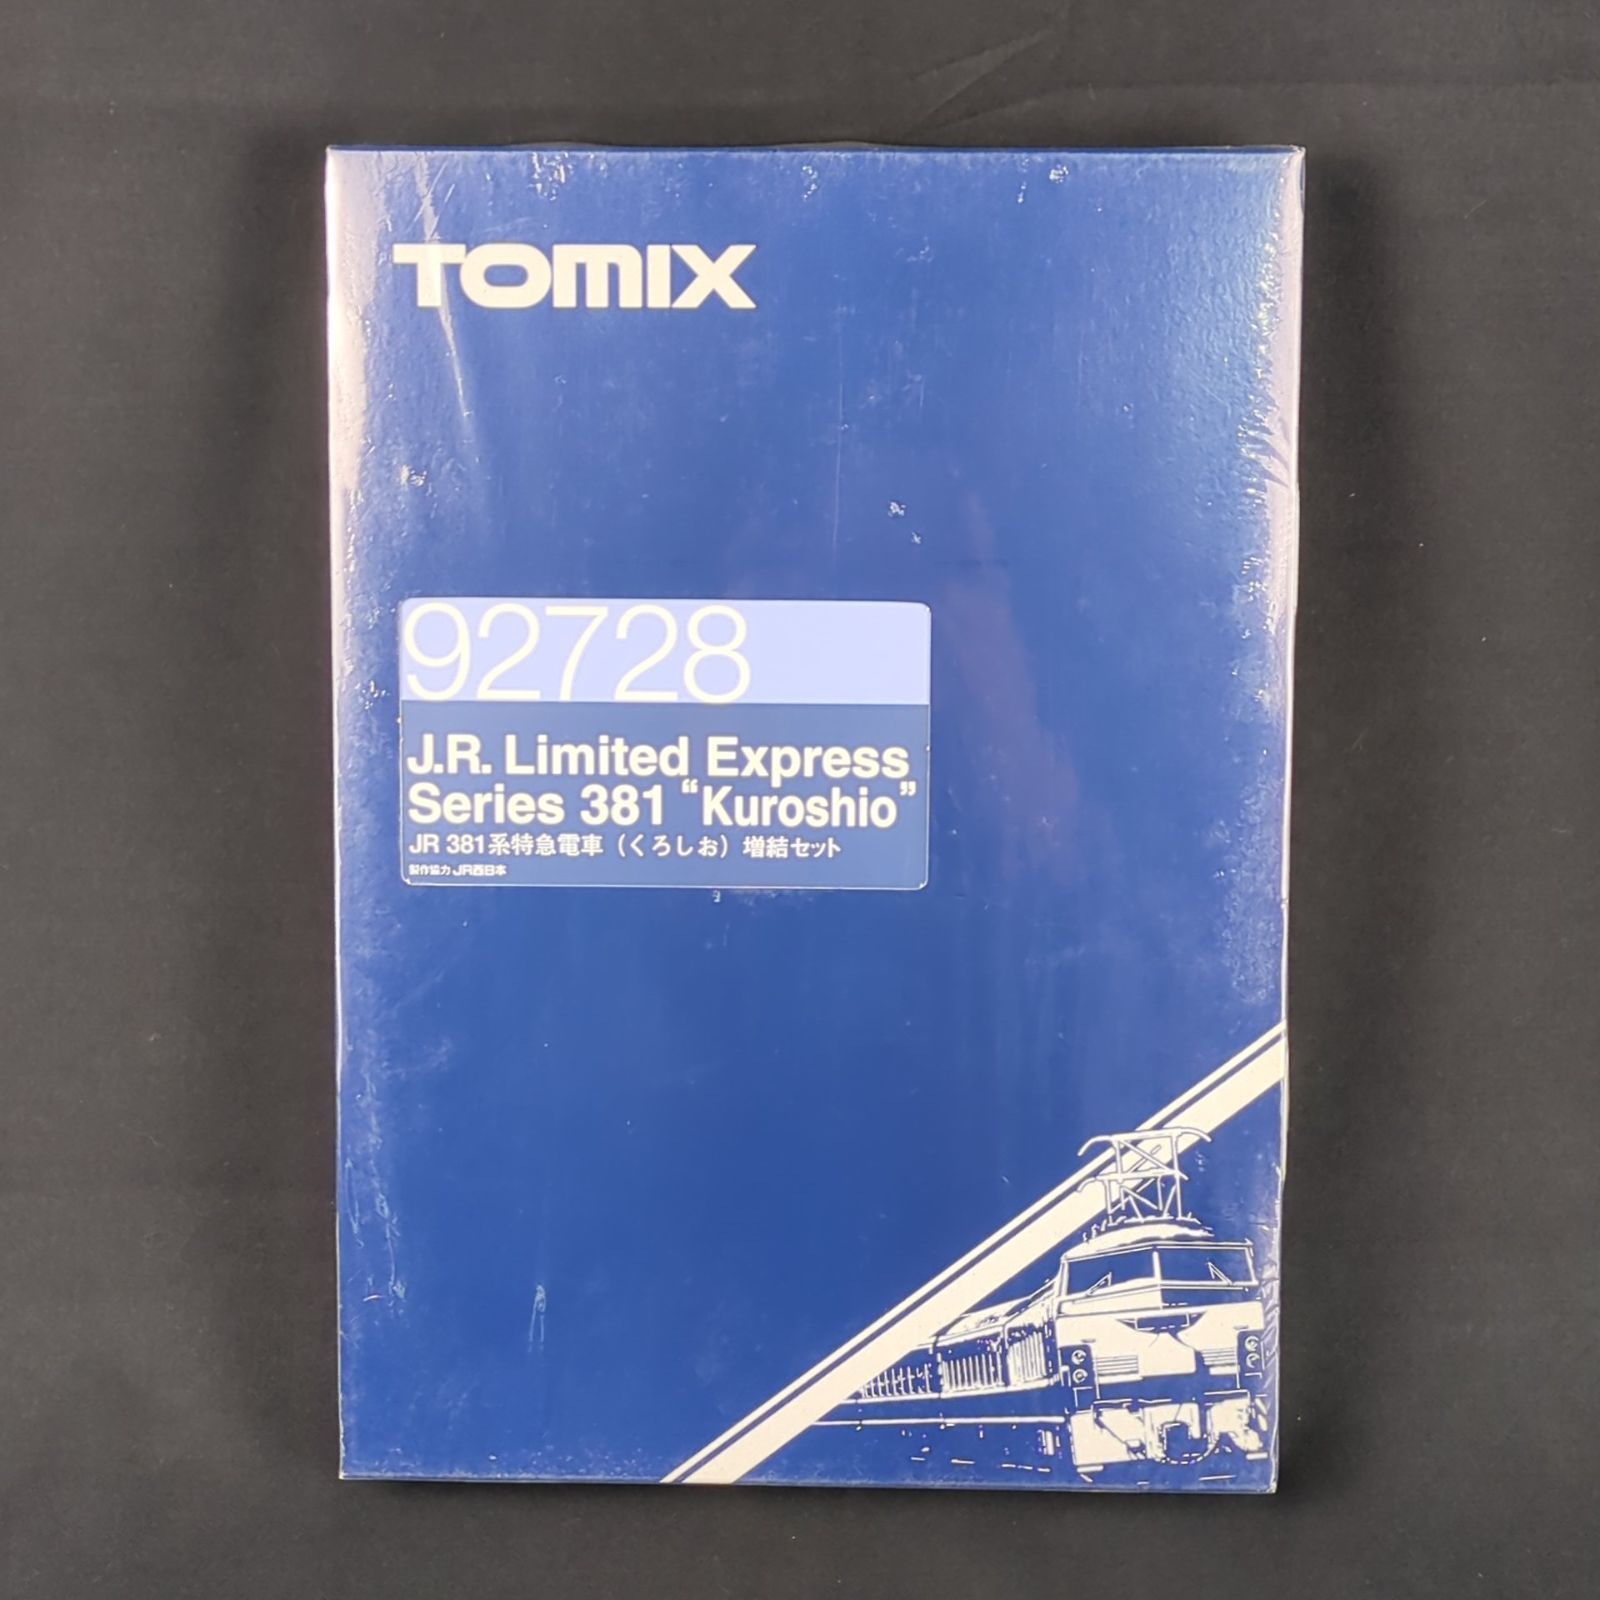 TOMIX
92728
J.R. Limited Express
Series 381 “Kuroshio”
JR 381系特急電車（くろしお）増結セット
製作協力 JR西日本